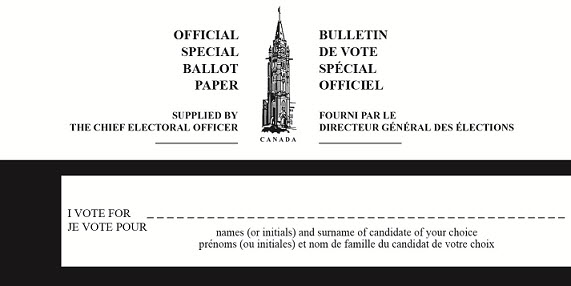 OFFICIAL
SPECIAL
BALLOT
PAPER
SUPPLIED BY
THE CHIEF ELECTORAL OFFICER
CANADA
BULLETIN
DE VOTE
SPÉCIAL
OFFICIEL
FOURNI PAR LE
DIRECTEUR GÉNÉRAL DES ÉLECTIONS
I VOTE FOR
JE VOTE POUR
names (or initials) and surname of candidate of your choice
prénoms (ou initiales) et nom de famille du candidat de votre choix